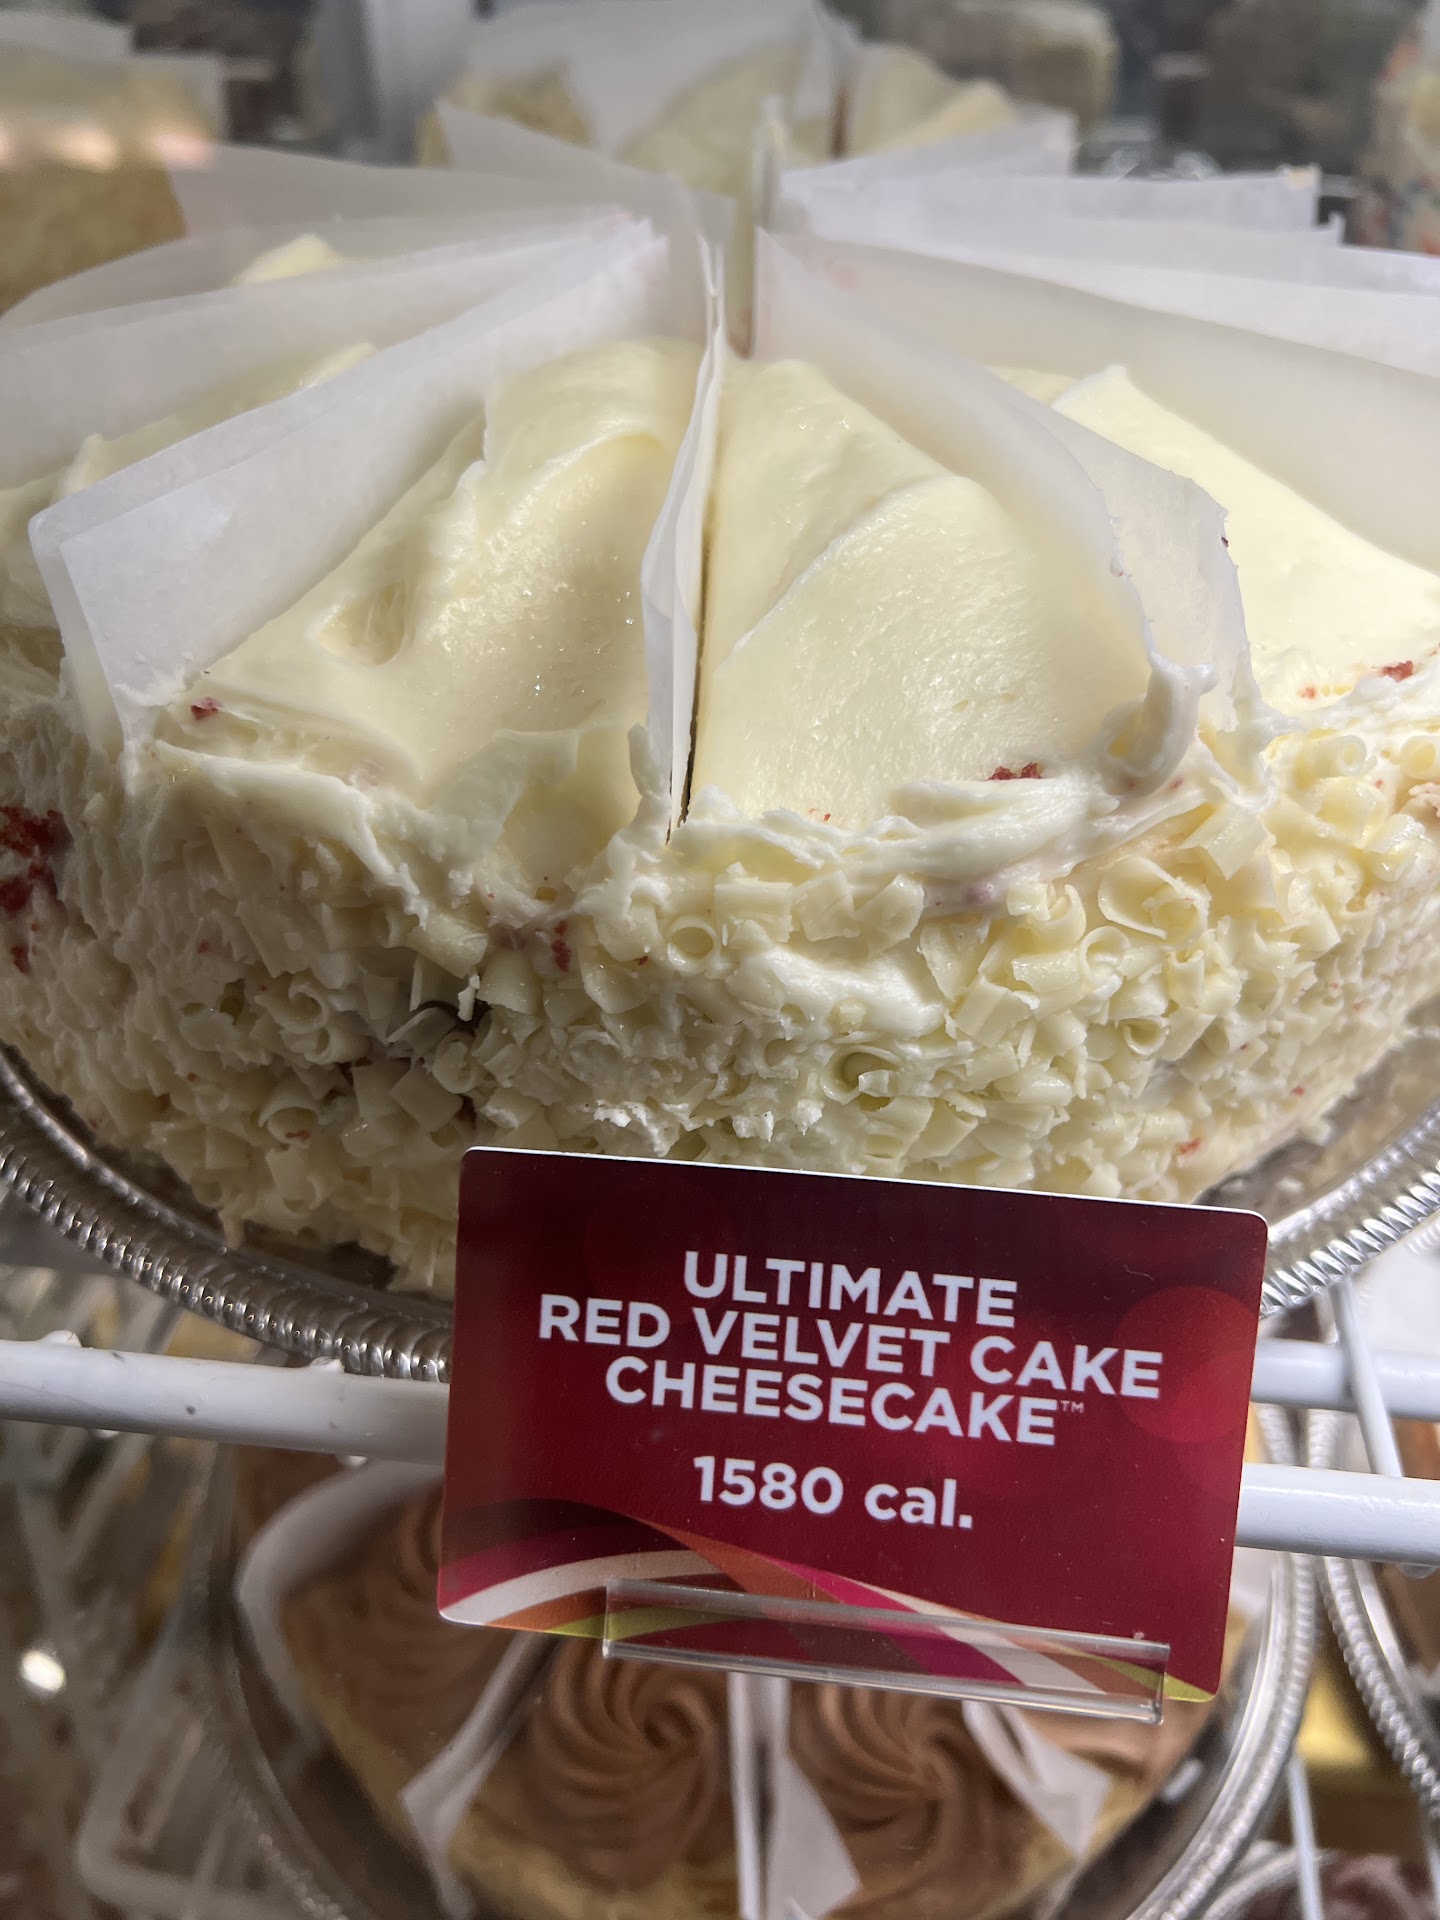 ULTIMATE
RED VELVET CAKE
CHEESECAKE™
1580 cal.